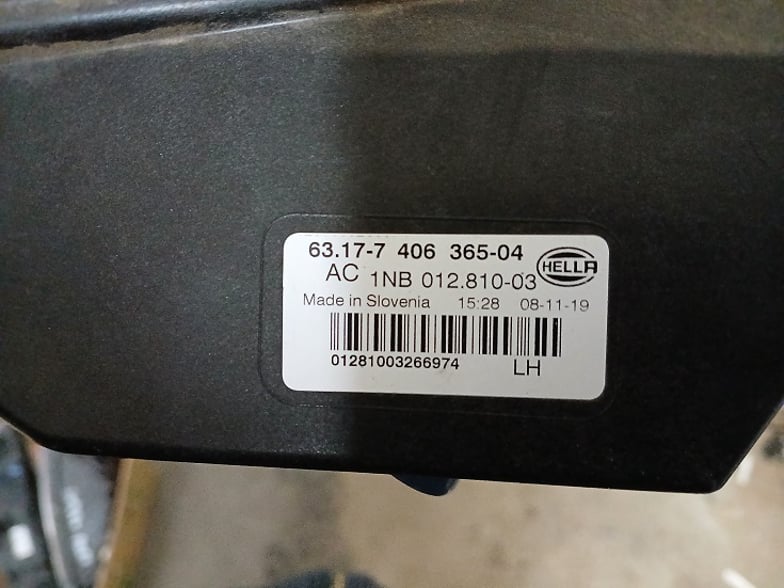 63.17-7 406 365-04
AC 1NB 012.810-03
HELLA
Made in Slovenia 15:28 08-11-19
01281003266974 LH